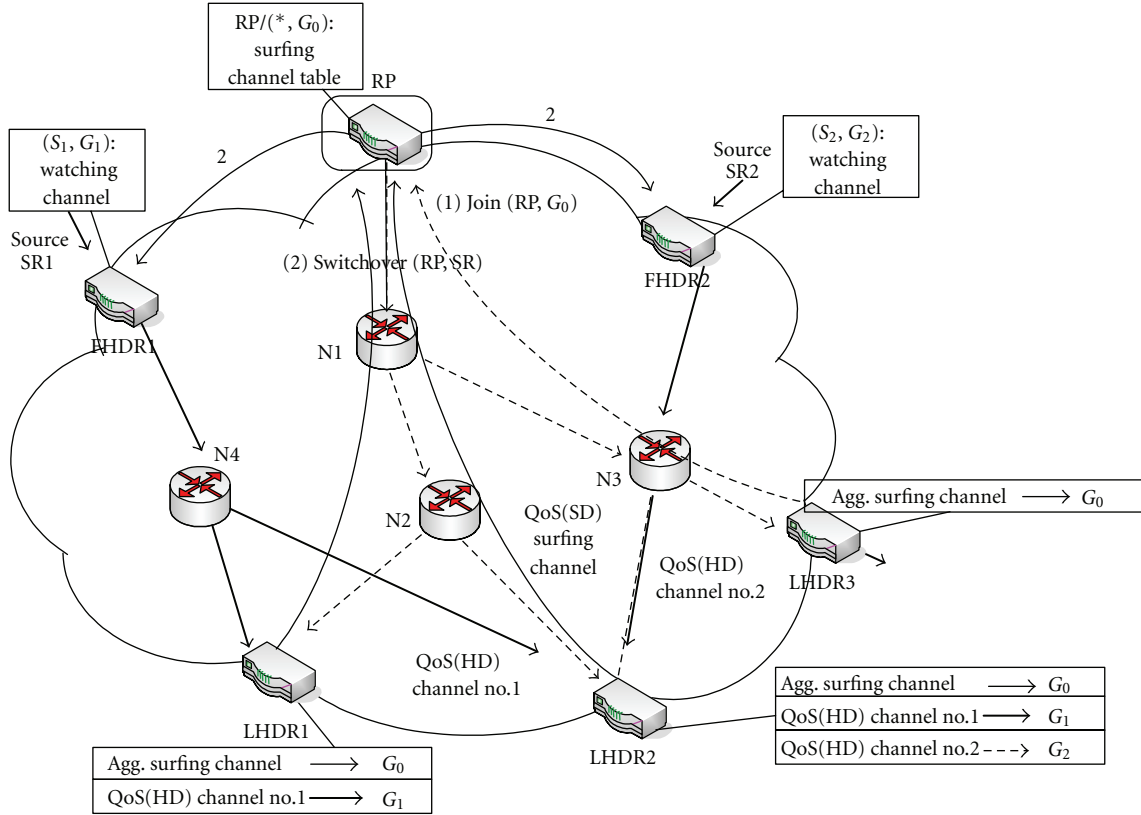 RP/(*, G0):
surfing
channel table
RP
(S1, G1):
watching
channel
2
2
(S2, G2):
watching
channel
Source
SR2
Source
SR1
(1) Join (RP, G0)
(2) Switchover (RP, SR)
FHDR1
FHDR2
N1
N4
N3
N2
QoS(SD)
surfing
channel
QoS(HD)
channel no.2
Agg. surfing channel G0
LHDR3
QoS(HD)
channel no.1
LHDR1
LHDR2
Agg. surfing channel G0
QoS(HD) channel no.1 G1
QoS(HD) channel no.2 G2
Agg. surfing channel G0
QoS(HD) channel no.1 G1